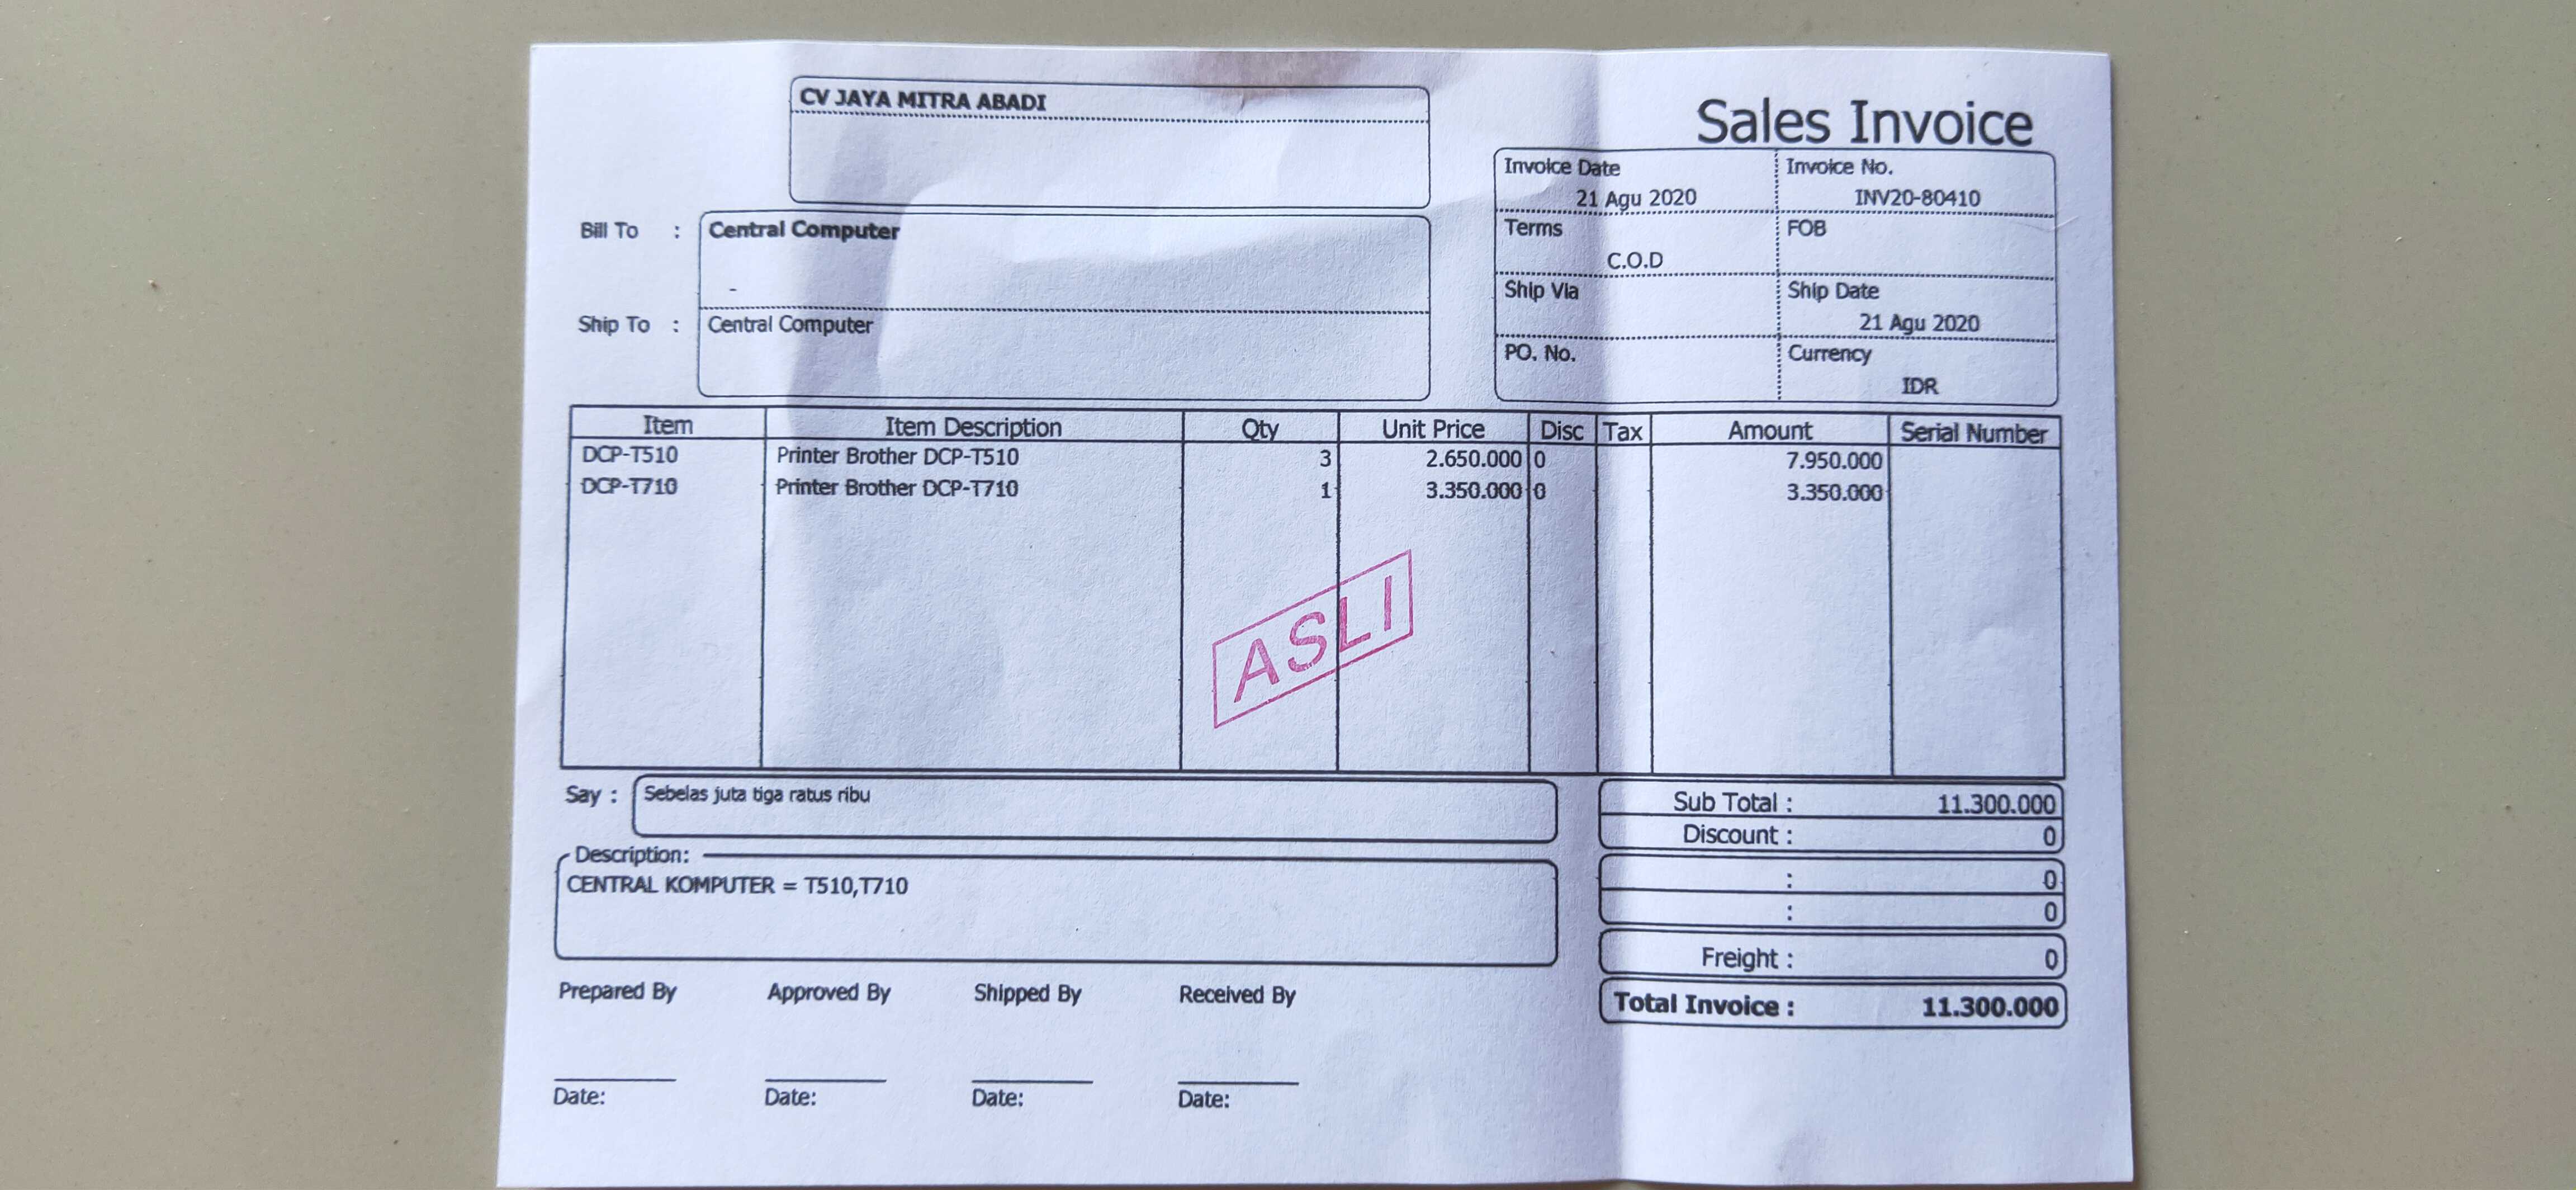 CV JAYA MITRA ABADI
Sales Invoice
Invoice Date Invoice No.
21 Agu 2020 INV20-80410
Terms FOB
C.O.D
Ship Via Ship Date
21 Agu 2020
PO. No. Currency
IDR
Bill To : Central Computer
-
Ship To : Central Computer
Item Item Description Qty Unit Price Disc Tax Amount Serial Number
DCP-T510 Printer Brother DCP-T510 3 2.650.000 0 7.950.000
DCP-T710 Printer Brother DCP-T710 1 3.350.000 0 3.350.000
ASLI
Say : Sebelas juta tiga ratus ribu
Sub Total : 11.300.000
Discount : 0
: 0
: 0
Freight : 0
Total Invoice : 11.300.000
Description:
CENTRAL KOMPUTER = T510,T710
Prepared By Approved By Shipped By Received By
Date: Date: Date: Date: